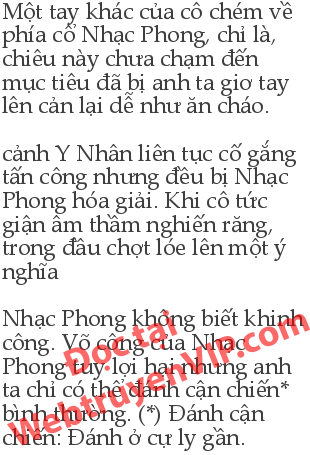 Một tay khác của cô chém về
phía cổ Nhạc Phong, chỉ là,
chiêu này chưa chạm đến
mục tiêu đã bị anh ta giơ tay
lên cản lại dễ như ăn cháo.
cảnh Y Nhân liên tục cố gắng
tấn công nhưng đều bị Nhạc
Phong hóa giải. Khi cô tức
giận âm thầm nghiến răng,
trong đầu chợt lóe lên một ý
nghĩa
Nhạc Phong không biết khinh
công. Võ công của Nhạc
Phong tuy lợi hại nhưng anh
ta chỉ có thể đánh cận chiến*
bình thường. (*) Đánh cận
chiến: Đánh ở cự ly gần.
Đọc tại
WebtruyenVIP.com